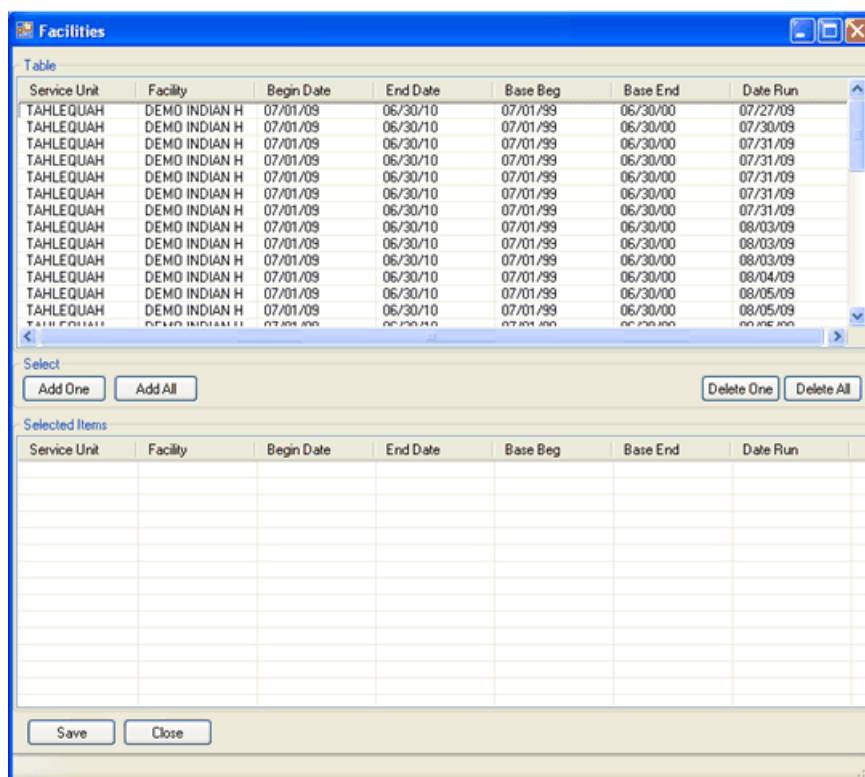 Facilities
Table
Service Unit Facility Begin Date End Date Base Beg Base End Date Run
TAHLEQUAH DEMO INDIAN H 07/01/09 06/30/10 07/01/99 06/30/00 07/27/09
TAHLEQUAH DEMO INDIAN H 07/01/09 06/30/10 07/01/99 06/30/00 07/30/09
TAHLEQUAH DEMO INDIAN H 07/01/09 06/30/10 07/01/99 06/30/00 07/31/09
TAHLEQUAH DEMO INDIAN H 07/01/09 06/30/10 07/01/99 06/30/00 07/31/09
TAHLEQUAH DEMO INDIAN H 07/01/09 06/30/10 07/01/99 06/30/00 07/31/09
TAHLEQUAH DEMO INDIAN H 07/01/09 06/30/10 07/01/99 06/30/00 07/31/09
TAHLEQUAH DEMO INDIAN H 07/01/09 06/30/10 07/01/99 06/30/00 07/31/09
TAHLEQUAH DEMO INDIAN H 07/01/09 06/30/10 07/01/99 06/30/00 08/03/09
TAHLEQUAH DEMO INDIAN H 07/01/09 06/30/10 07/01/99 06/30/00 08/03/09
TAHLEQUAH DEMO INDIAN H 07/01/09 06/30/10 07/01/99 06/30/00 08/03/09
TAHLEQUAH DEMO INDIAN H 07/01/09 06/30/10 07/01/99 06/30/00 08/04/09
TAHLEQUAH DEMO INDIAN H 07/01/09 06/30/10 07/01/99 06/30/00 08/05/09
TAHLEQUAH DEMO INDIAN H 07/01/09 06/30/10 07/01/99 06/30/00 08/05/09
Select
Add One Add All Delete One Delete All
Selected Items
Service Unit Facility Begin Date End Date Base Beg Base End Date Run
Save Close